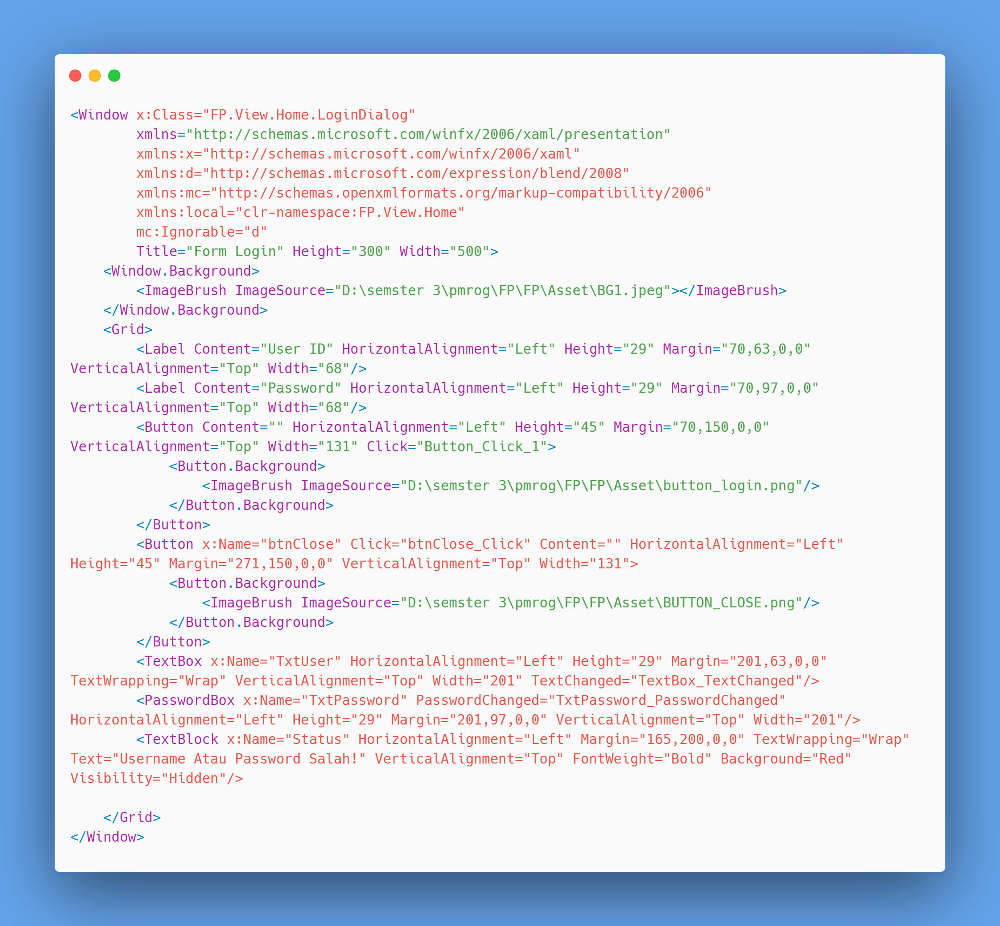 <Window x:Class="FP.View.Home.LoginDialog"
        xmlns="http://schemas.microsoft.com/winfx/2006/xaml/presentation"
        xmlns:x="http://schemas.microsoft.com/winfx/2006/xaml"
        xmlns:d="http://schemas.microsoft.com/expression/blend/2008"
        xmlns:mc="http://schemas.openxmlformats.org/markup-compatibility/2006"
        xmlns:local="clr-namespace:FP.View.Home"
        mc:Ignorable="d"
        Title="Form Login" Height="300" Width="500">
    <Window.Background>
        <ImageBrush ImageSource="D:\semster 3\pmrog\FP\FP\Asset\BG1.jpeg"></ImageBrush>
    </Window.Background>
    <Grid>
        <Label Content="User ID" HorizontalAlignment="Left" Height="29" Margin="70,63,0,0"
VerticalAlignment="Top" Width="68"/>
        <Label Content="Password" HorizontalAlignment="Left" Height="29" Margin="70,97,0,0"
VerticalAlignment="Top" Width="68"/>
        <Button Content="" HorizontalAlignment="Left" Height="45" Margin="70,150,0,0"
VerticalAlignment="Top" Width="131" Click="Button_Click_1">
            <Button.Background>
                <ImageBrush ImageSource="D:\semster 3\pmrog\FP\FP\Asset\button_login.png"/>
            </Button.Background>
        </Button>
        <Button x:Name="btnClose" Click="btnClose_Click" Content="" HorizontalAlignment="Left"
Height="45" Margin="271,150,0,0" VerticalAlignment="Top" Width="131">
            <Button.Background>
                <ImageBrush ImageSource="D:\semster 3\pmrog\FP\FP\Asset\BUTTON_CLOSE.png"/>
            </Button.Background>
        </Button>
        <TextBox x:Name="TxtUser" HorizontalAlignment="Left" Height="29" Margin="201,63,0,0"
TextWrapping="Wrap" VerticalAlignment="Top" Width="201" TextChanged="TextBox_TextChanged"/>
        <PasswordBox x:Name="TxtPassword" PasswordChanged="TxtPassword_PasswordChanged"
HorizontalAlignment="Left" Height="29" Margin="201,97,0,0" VerticalAlignment="Top" Width="201"/>
        <TextBlock x:Name="Status" HorizontalAlignment="Left" Margin="165,200,0,0" TextWrapping="Wrap"
Text="Username Atau Password Salah!" VerticalAlignment="Top" FontWeight="Bold" Background="Red"
Visibility="Hidden"/>

    </Grid>
</Window>